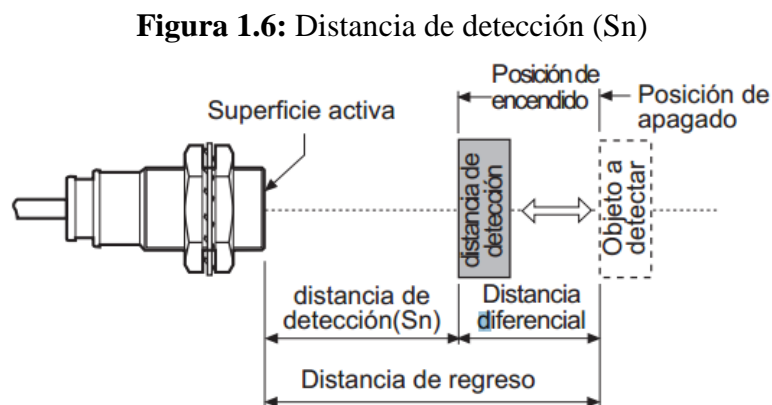 Figura 1.6: Distancia de detección (Sn)
Posición de
encendido
Superficie activa
Posición de
apagado
distancia de
detección
Objeto a
detectar
distancia de
detección(Sn)
Distancia
diferencial
Distancia de regreso